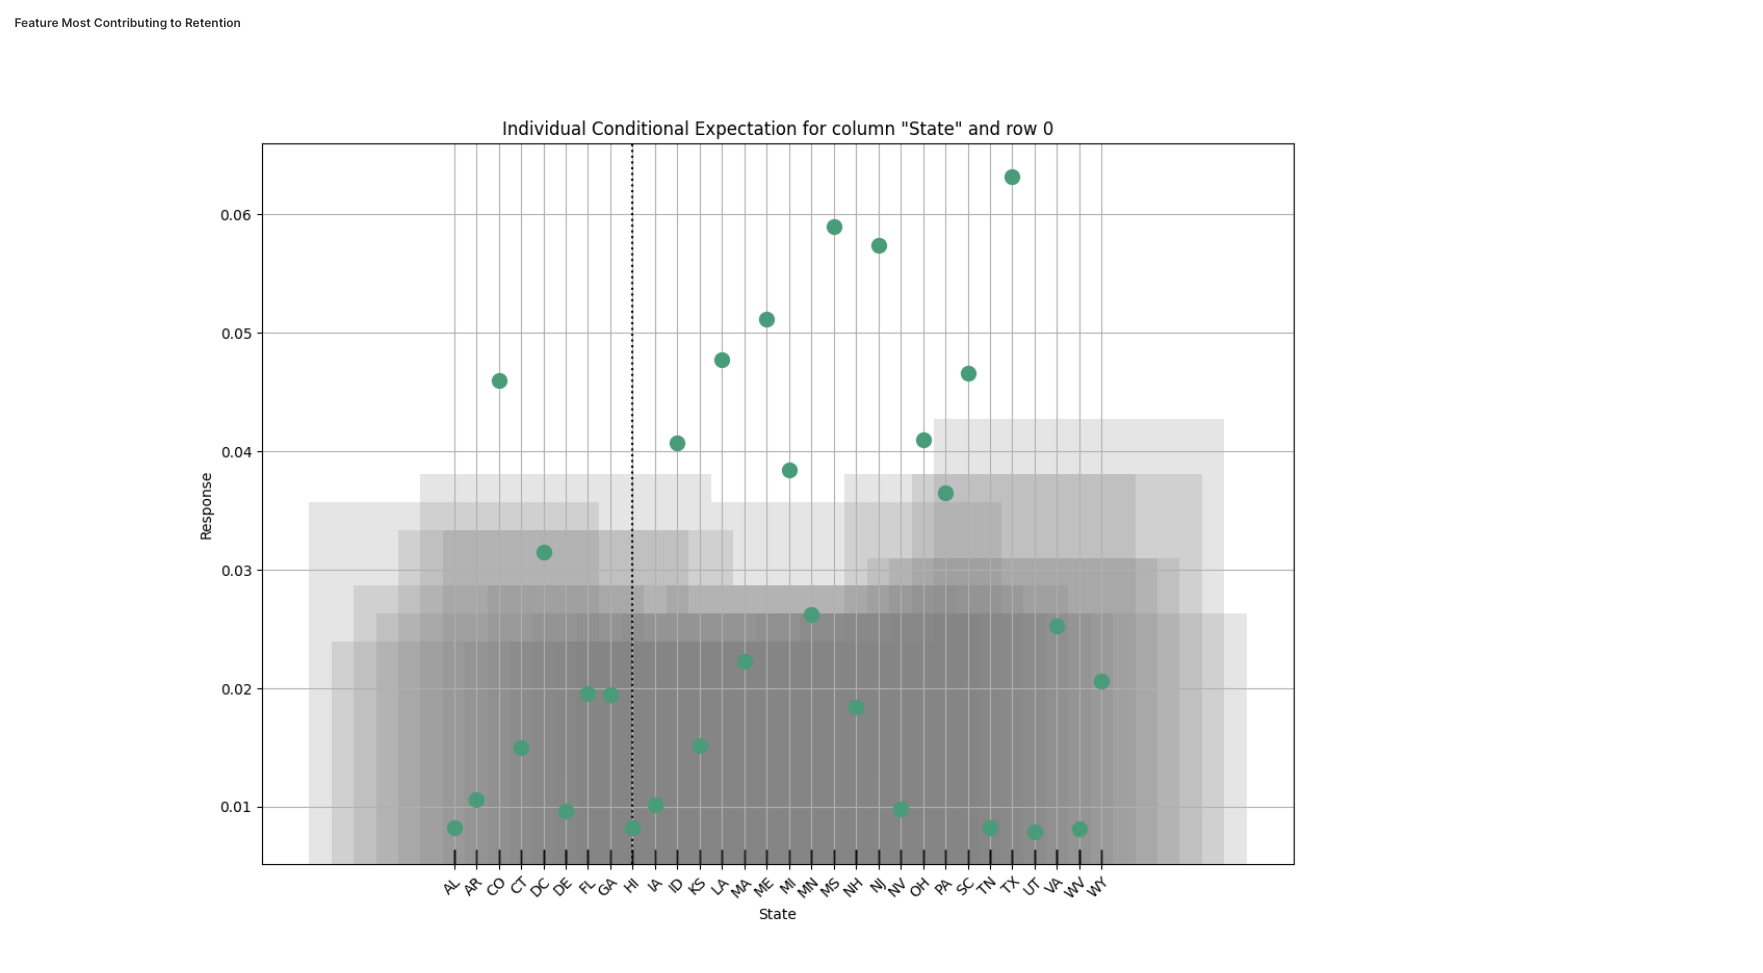 Feature Most Contributing to Retention
Individual Conditional Expectation for column "State" and row 0
0.06
0.05
0.04
0.03
0.02
0.01
Response
AL AR CO CT DC DE FL GA HI IA ID KS LA MA ME MI MN MS NH NJ NV OH PA SC TN TX UT VA WV WY
State